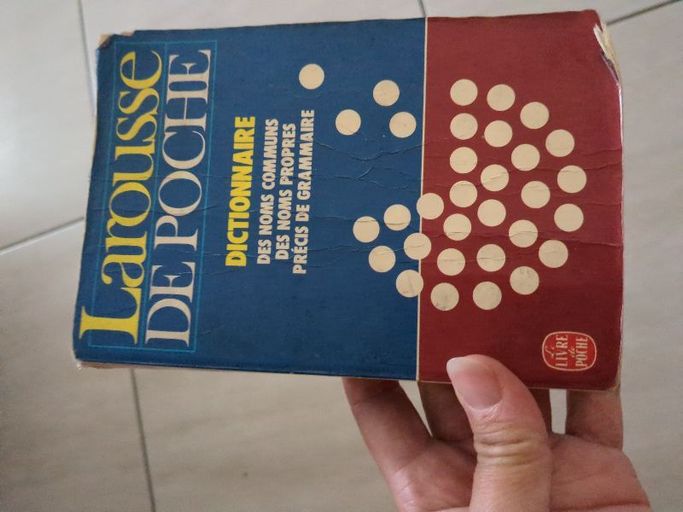 Larousse
DE POCHE
DICTIONNAIRE
DES NOMS COMMUNS
DES NOMS PROPRES
PRÉCIS DE GRAMMAIRE
Le
LIVRE
de
POCHE